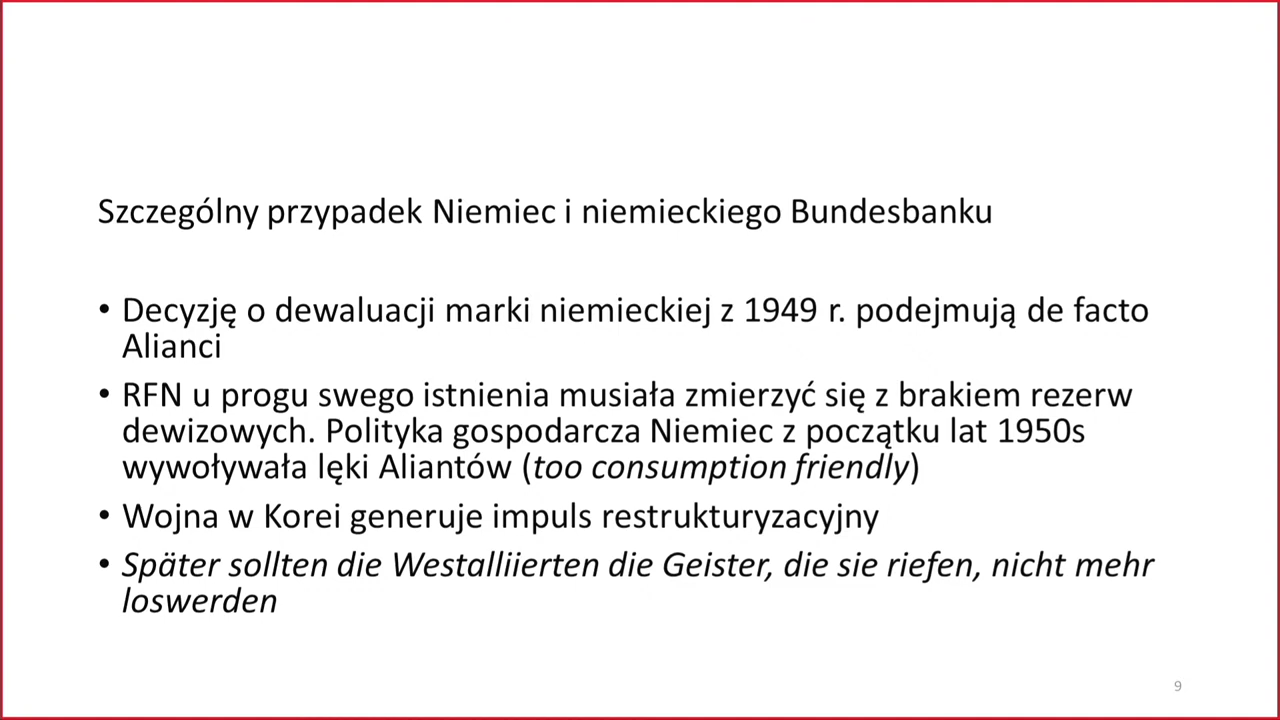 Szczególny przypadek Niemiec i niemieckiego Bundesbanku
• Decyzję o dewaluacji marki niemieckiej z 1949 r. podejmują de facto
Alianci
• RFN u progu swego istnienia musiała zmierzyć się z brakiem rezerw
dewizowych. Polityka gospodarcza Niemiec z początku lat 1950s
wywoływała lęki Aliantów (too consumption friendly)
• Wojna w Korei generuje impuls restrukturyzacyjny
• Später sollten die Westalliierten die Geister, die sie riefen, nicht mehr
loswerden
9